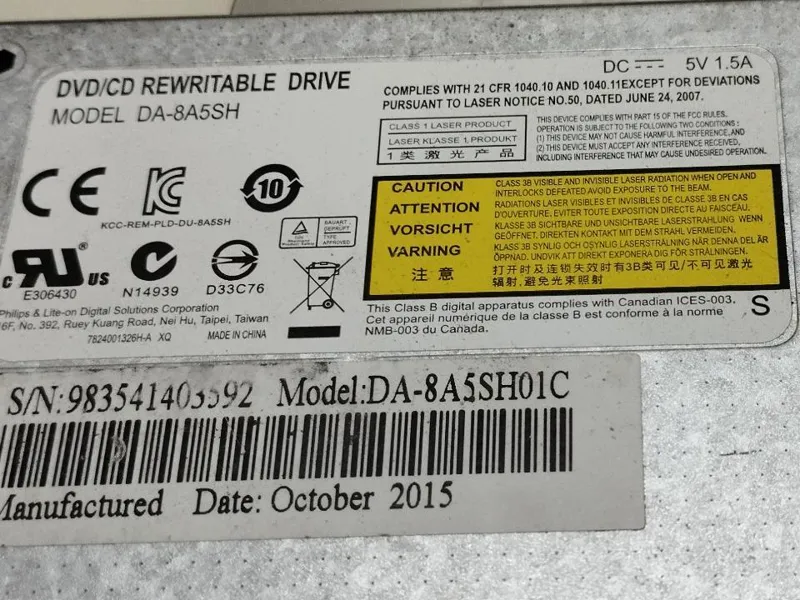 DVD/CD REWRITABLE DRIVE
MODEL DA-8A5SH
DC 5V 1.5A
COMPLIES WITH 21 CFR 1040.10 AND 1040.11EXCEPT FOR DEVIATIONS
PURSUANT TO LASER NOTICE NO.50, DATED JUNE 24, 2007.
CLASS 1 LASER PRODUCT
LASER KLASSE 1, PRODUKT
1类激光产品
THIS DEVICE COMPLIES WITH PART 15 OF THE FCC RULES.
OPERATION IS SUBJECT TO THE FOLLOWING TWO CONDITIONS :
(1) THIS DEVICE MAY NOT CAUSE HARMFUL INTERFERENCE, AND
(2) THIS DEVICE MUST ACCEPT ANY INTERFERENCE RECEIVED,
INCLUDING INTERFERENCE THAT MAY CAUSE UNDESIRED OPERATION.
CE
10
KCC-REM-PLD-DU-8A5SH
BAUART
GEPRÜFT
TYPE
APPROVED
CAUTION CLASS 3B VISIBLE AND INVISIBLE LASER RADIATION WHEN OPEN AND
INTERLOCKS DEFEATED AVOID EXPOSURE TO THE BEAM.
ATTENTION RADIATIONS LASER VISIBLES ET INVISIBLES DE CLASSE 3B EN CAS
D'OUVERTURE, EVITER TOUTE EXPOSITION DIRECTE AU FAISCEAU.
VORSICHT KLASSE 3B SICHTBARE UND UNSICHTBARE LASERSTRAHLUNG WENN
GEÖFFNET, DIREKTEN KONTAKT MIT DEM STRAHL VERMEIDEN.
VARNING KLASS 3B SYNLIG OCH OSYNLIG LASERSTRÅLNING NÄR DENNA DEL ÄR
ÖPPNAD. UNDVIK ATT DIREKT EXPONERAS FÖR STRÅLNINGEN.
注意 打开时及连锁失效时有3B类可见/不可见激光
辐射.避免光束照射
c RU US
E306430
N14939
D33C76
Philips & Lite-on Digital Solutions Corporation
16F, No. 392, Ruey Kuang Road, Nei Hu, Taipei, Taiwan
7824001326H-A XQ MADE IN CHINA
This Class B digital apparatus complies with Canadian ICES-003.
Cet appareil numérique de la classe B est conforme à la norme
NMB-003 du Canada.
S
S/N:983541403592 Model:DA-8A5SH01C
Manufactured Date: October 2015